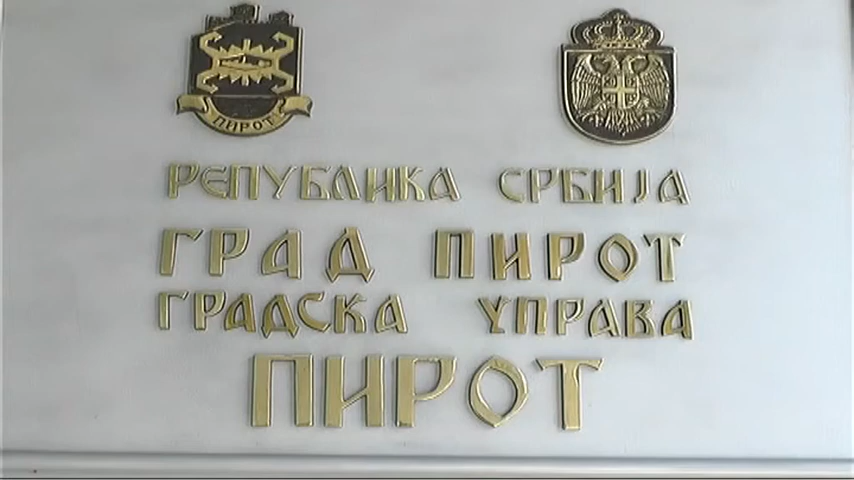 ПИРОТ
РЕПУБЛИКА СРБИЈА
ГРАД ПИРОТ
ГРАДСКА УПРАВА
ПИРОТ